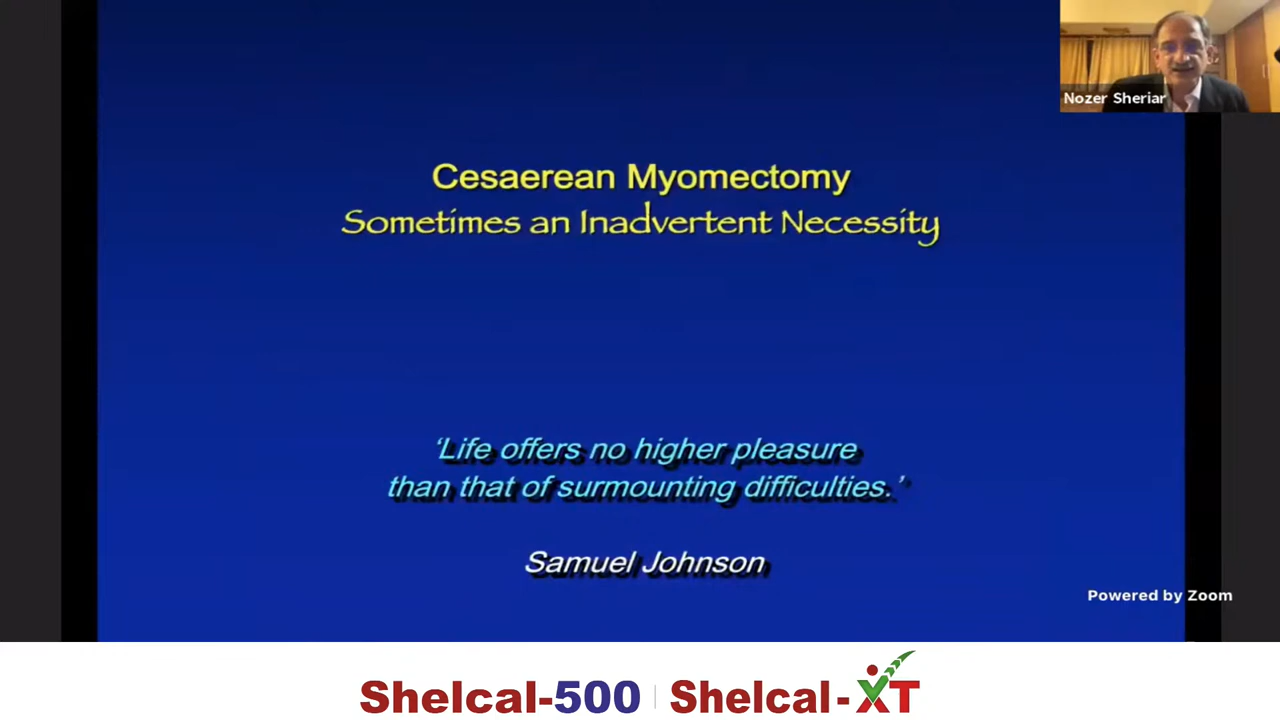 Nozer Sheriar
Cesaerean Myomectomy
Sometimes an Inadvertent Necessity
‘Life offers no higher pleasure
than that of surmounting difficulties.’
Samuel Johnson
Powered by Zoom
Shelcal-500 | Shelcal-XT